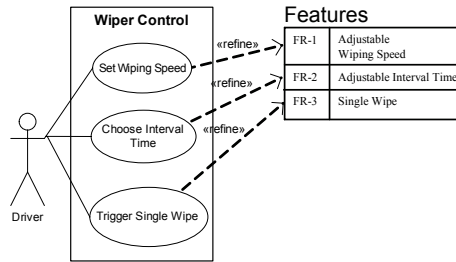 Wiper Control
Features
Set Wiping Speed
«refine»
FR-1 Adjustable
Wiping Speed
«refine»
FR-2 Adjustable Interval Time
Choose Interval
Time
«refine»
FR-3 Single Wipe
Trigger Single Wipe
Driver